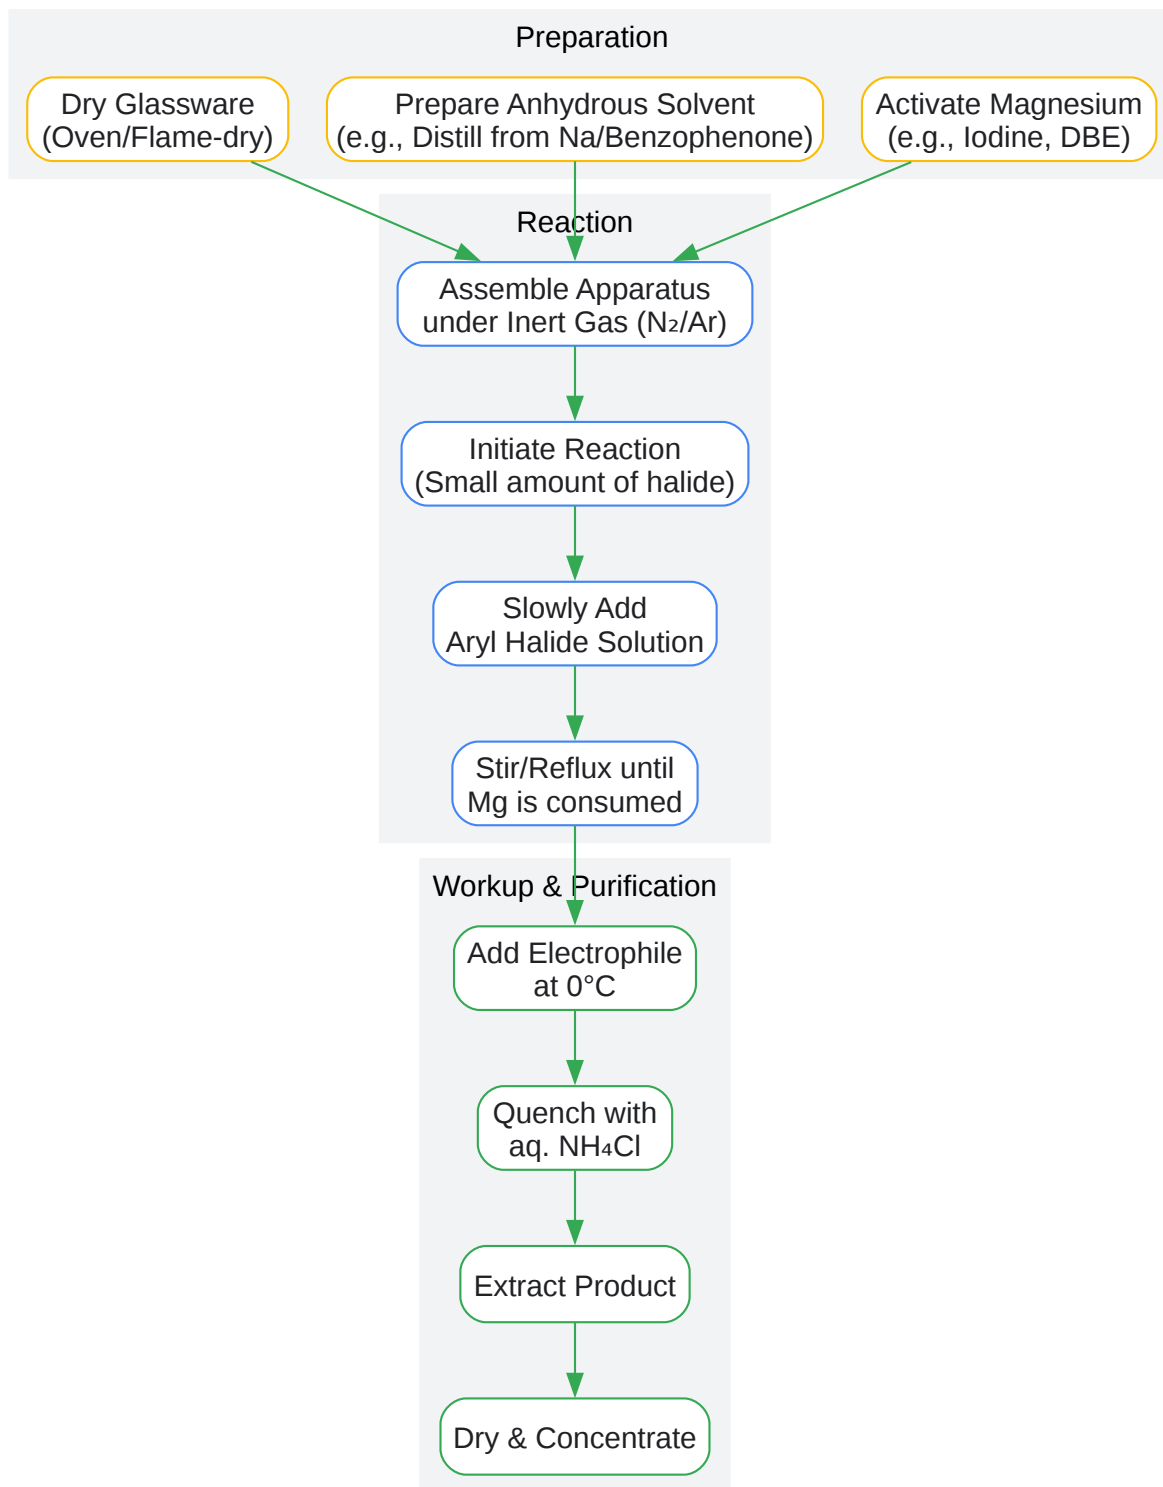 Preparation
Dry Glassware
(Oven/Flame-dry)
Prepare Anhydrous Solvent
(e.g., Distill from Na/Benzophenone)
Activate Magnesium
(e.g., Iodine, DBE)
Reaction
Assemble Apparatus
under Inert Gas (N₂/Ar)
Initiate Reaction
(Small amount of halide)
Slowly Add
Aryl Halide Solution
Stir/Reflux until
Mg is consumed
Workup & Purification
Add Electrophile
at 0°C
Quench with
aq. NH₄Cl
Extract Product
Dry & Concentrate